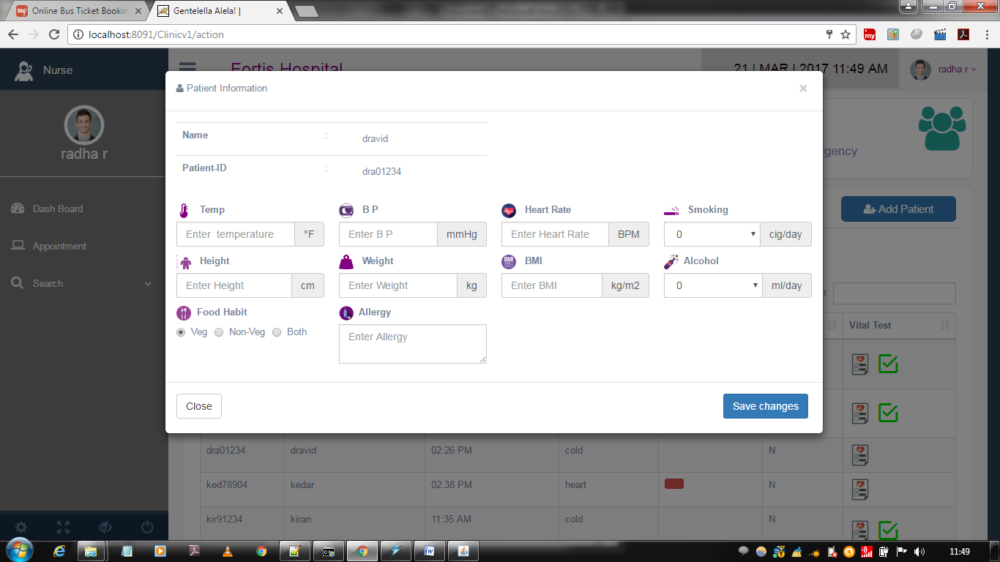 Online Bus Ticket Bookin
Gentelella Alela! |
localhost:8091/Clinicv1/action
Nurse
Fortis Hospital
21 | MAR | 2017 11:49 AM
radha r
Patient Information
×
radha r
Name : dravid
Patient-ID : dra01234
rgency
Dash Board
Appointment
Search
Add Patient
Temp
B P
Heart Rate
Smoking
Enter temperature °F
Enter B P mmHg
Enter Heart Rate BPM
0 cig/day
Height
Weight
BMI
Alcohol
Enter Height cm
Enter Weight kg
Enter BMI kg/m2
0 ml/day
Food Habit
Allergy
Veg Non-Veg Both
Enter Allergy
Vital Test
Close
Save changes
dra01234 dravid 02:26 PM cold N
ked78904 kedar 02:38 PM heart N
kir91234 kiran 11:35 AM cold N
11:49